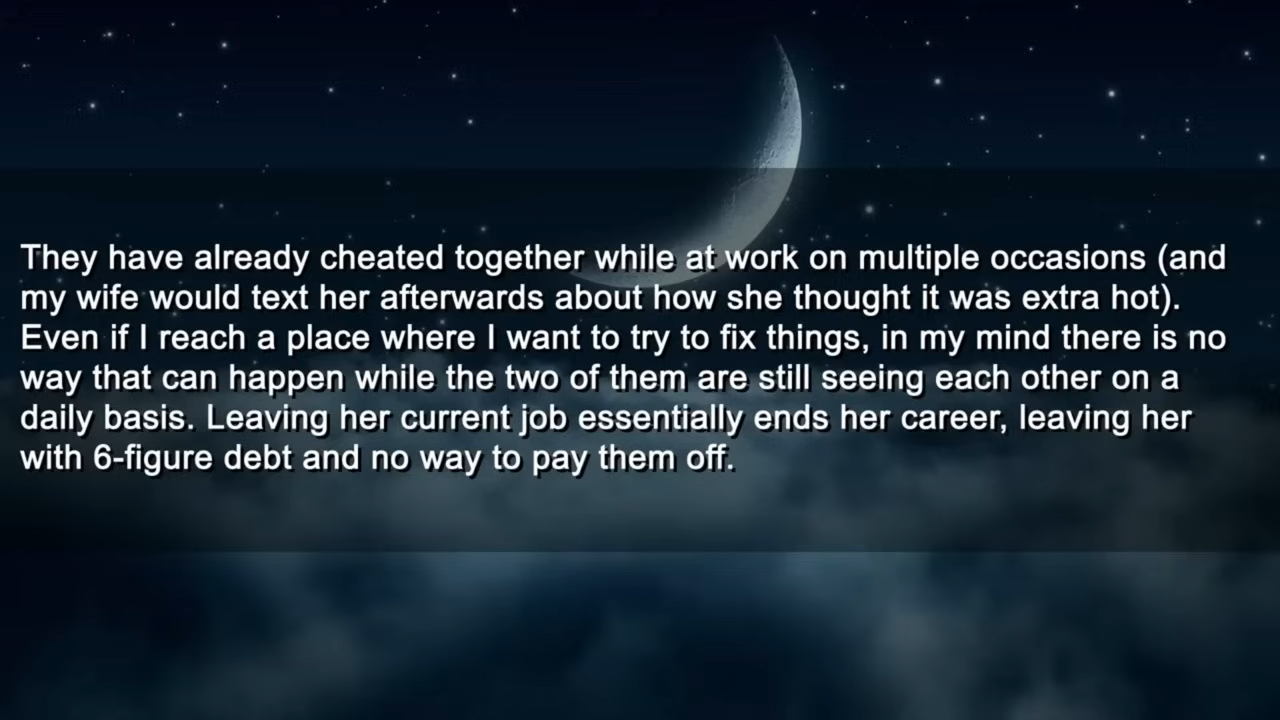 They have already cheated together while at work on multiple occasions (and
my wife would text her afterwards about how she thought it was extra hot).
Even if I reach a place where I want to try to fix things, in my mind there is no
way that can happen while the two of them are still seeing each other on a
daily basis. Leaving her current job essentially ends her career, leaving her
with 6-figure debt and no way to pay them off.